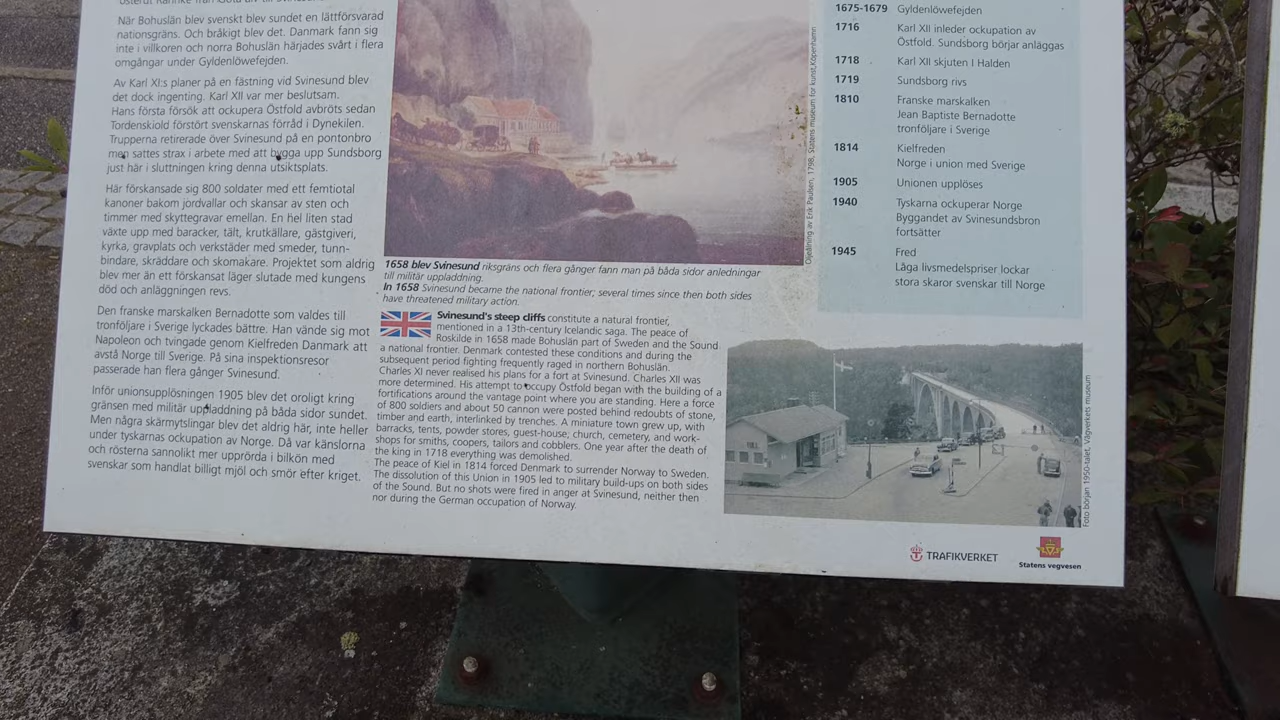 När Bohuslän blev svenskt blev sundet en lättförsvarad
nationsgräns. Och bråkigt blev det. Danmark fann sig
inte i villkoren och norra Bohuslän härjades svårt i flera
omgångar under Gyldenlöwefejden.
Av Karl XI:s planer på en fästning vid Svinesund blev
det dock ingenting. Karl XII var mer beslutsam.
Hans första försök att ockupera Östfold avbröts sedan
Tordenskiold förstört svenskarnas förråd i Dynekilen.
Trupperna retirerade över Svinesund på en pontonbro
men sattes strax i arbete med att bygga upp Sundsborg
just här i sluttningen kring denna utsiktsplats.
Här förskansade sig 800 soldater med ett femtiotal
kanoner bakom jordvallar och skansar av sten och
timmer med skyttegravar emellan. En hel liten stad
växte upp med baracker, tält, krutkällare, gästgiveri,
kyrka, gravplats och verkstäder med smeder, tunn-
bindare, skräddare och skomakare. Projektet som aldrig
blev mer än ett förskansat läger slutade med kungens
död och anläggningen revs.
Den franske marskalken Bernadotte som valdes till
tronföljare i Sverige lyckades bättre. Han vände sig mot
Napoleon och tvingade genom Kielfreden Danmark att
avstå Norge till Sverige. På sina inspektionsresor
passerade han flera gånger Svinesund.
Inför unionsupplösningen 1905 blev det oroligt kring
gränsen med militär uppladdning på båda sidor sundet.
Men några skärmytslingar blev det aldrig här, inte heller
under tyskarnas ockupation av Norge. Då var känslorna
och rösterna sannolikt mer upprörda i bilkön med
svenskar som handlat billigt mjöl och smör efter kriget.
Oljemålning av Erik Paulsen, 1798, Statens museum for kunst, Köpenhamn
1658 blev Svinesund riksgräns och flera gånger fann man på båda sidor anledningar
till militär uppladdning.
In 1658 Svinesund became the national frontier; several times since then both sides
have threatened military action.
Svinesund's steep cliffs constitute a natural frontier,
mentioned in a 13th-century Icelandic saga. The peace of
Roskilde in 1658 made Bohuslän part of Sweden and the Sound
a national frontier. Denmark contested these conditions and during the
subsequent period fighting frequently raged in northern Bohuslän.
Charles XI never realised his plans for a fort at Svinesund. Charles XII was
more determined. His attempt to occupy Östfold began with the building of a
fortifications around the vantage point where you are standing. Here a force
of 800 soldiers and about 50 cannon were posted behind redoubts of stone,
timber and earth, interlinked by trenches. A miniature town grew up, with
barracks, tents, powder stores, guest-house; church, cemetery, and work-
shops for smiths, coopers, tailors and cobblers. One year after the death of
the king in 1718 everything was demolished.
The peace of Kiel in 1814 forced Denmark to surrender Norway to Sweden.
The dissolution of this Union in 1905 led to military build-ups on both sides
of the Sound. But no shots were fired in anger at Svinesund, neither then
nor during the German occupation of Norway.
1675-1679 Gyldenlöwefejden
1716 Karl XII inleder ockupation av
Östfold. Sundsborg börjar anläggas
1718 Karl XII skjuten I Halden
1719 Sundsborg rivs
1810 Franske marskalken
Jean Baptiste Bernadotte
tronföljare i Sverige
1814 Kielfreden
Norge i union med Sverige
1905 Unionen upplöses
1940 Tyskarna ockuperar Norge
Byggandet av Svinesundsbron
fortsätter
1945 Fred
Låga livsmedelspriser lockar
stora skaror svenskar till Norge
Foto början 1950-talet, Vägverkets museum
TRAFIKVERKET
Statens vegvesen